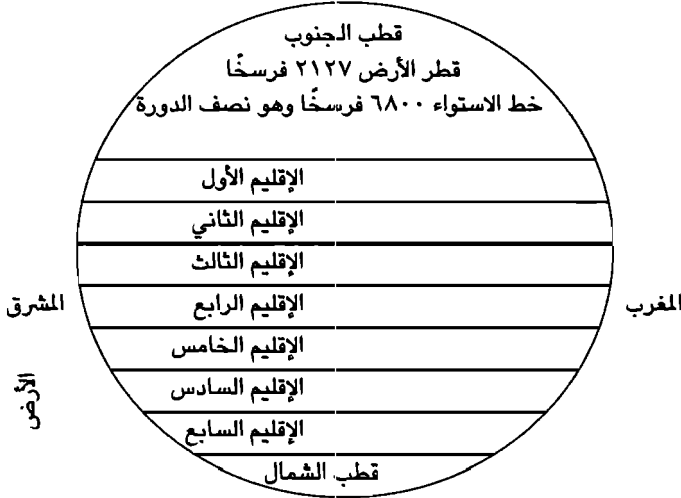 قطب الجنوب
قطر الأرض ٢١٢٧ فرسخًا
خط الاستواء ٦٨٠٠ فرسخًا وهو نصف الدورة
الإقليم الأول
الإقليم الثاني
الإقليم الثالث
المغرب
الإقليم الرابع
المشرق
الإقليم الخامس
الإقليم السادس
الأرض
الإقليم السابع
قطب الشمال